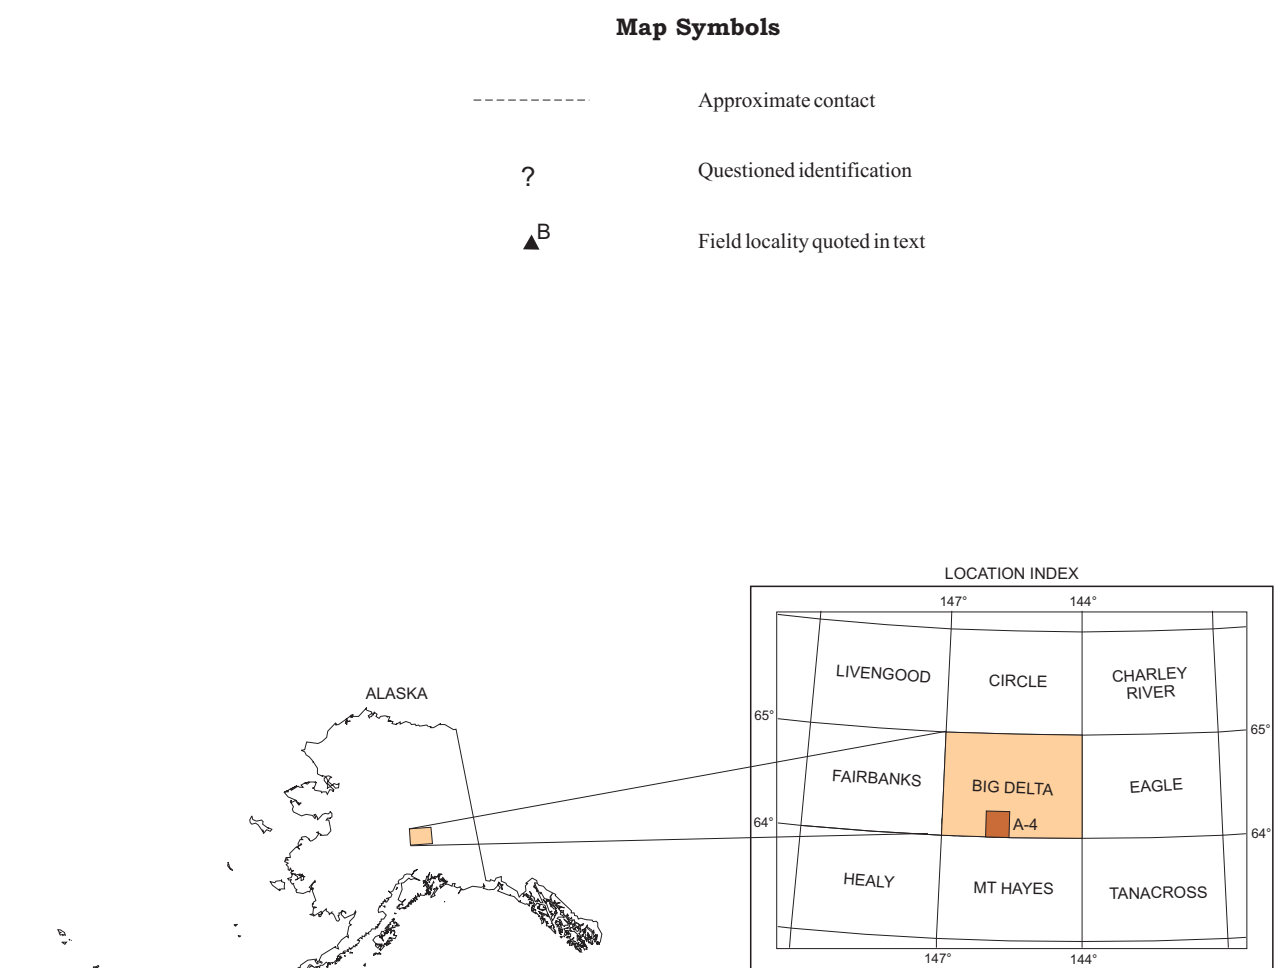 Map Symbols
Approximate contact
?
Questioned identification
B
Field locality quoted in text
LOCATION INDEX
147°
144°
LIVENGOOD
CIRCLE
CHARLEY
RIVER
ALASKA
65°
65°
FAIRBANKS
BIG DELTA
EAGLE
64°
A-4
64°
HEALY
MT HAYES
TANACROSS
147°
144°